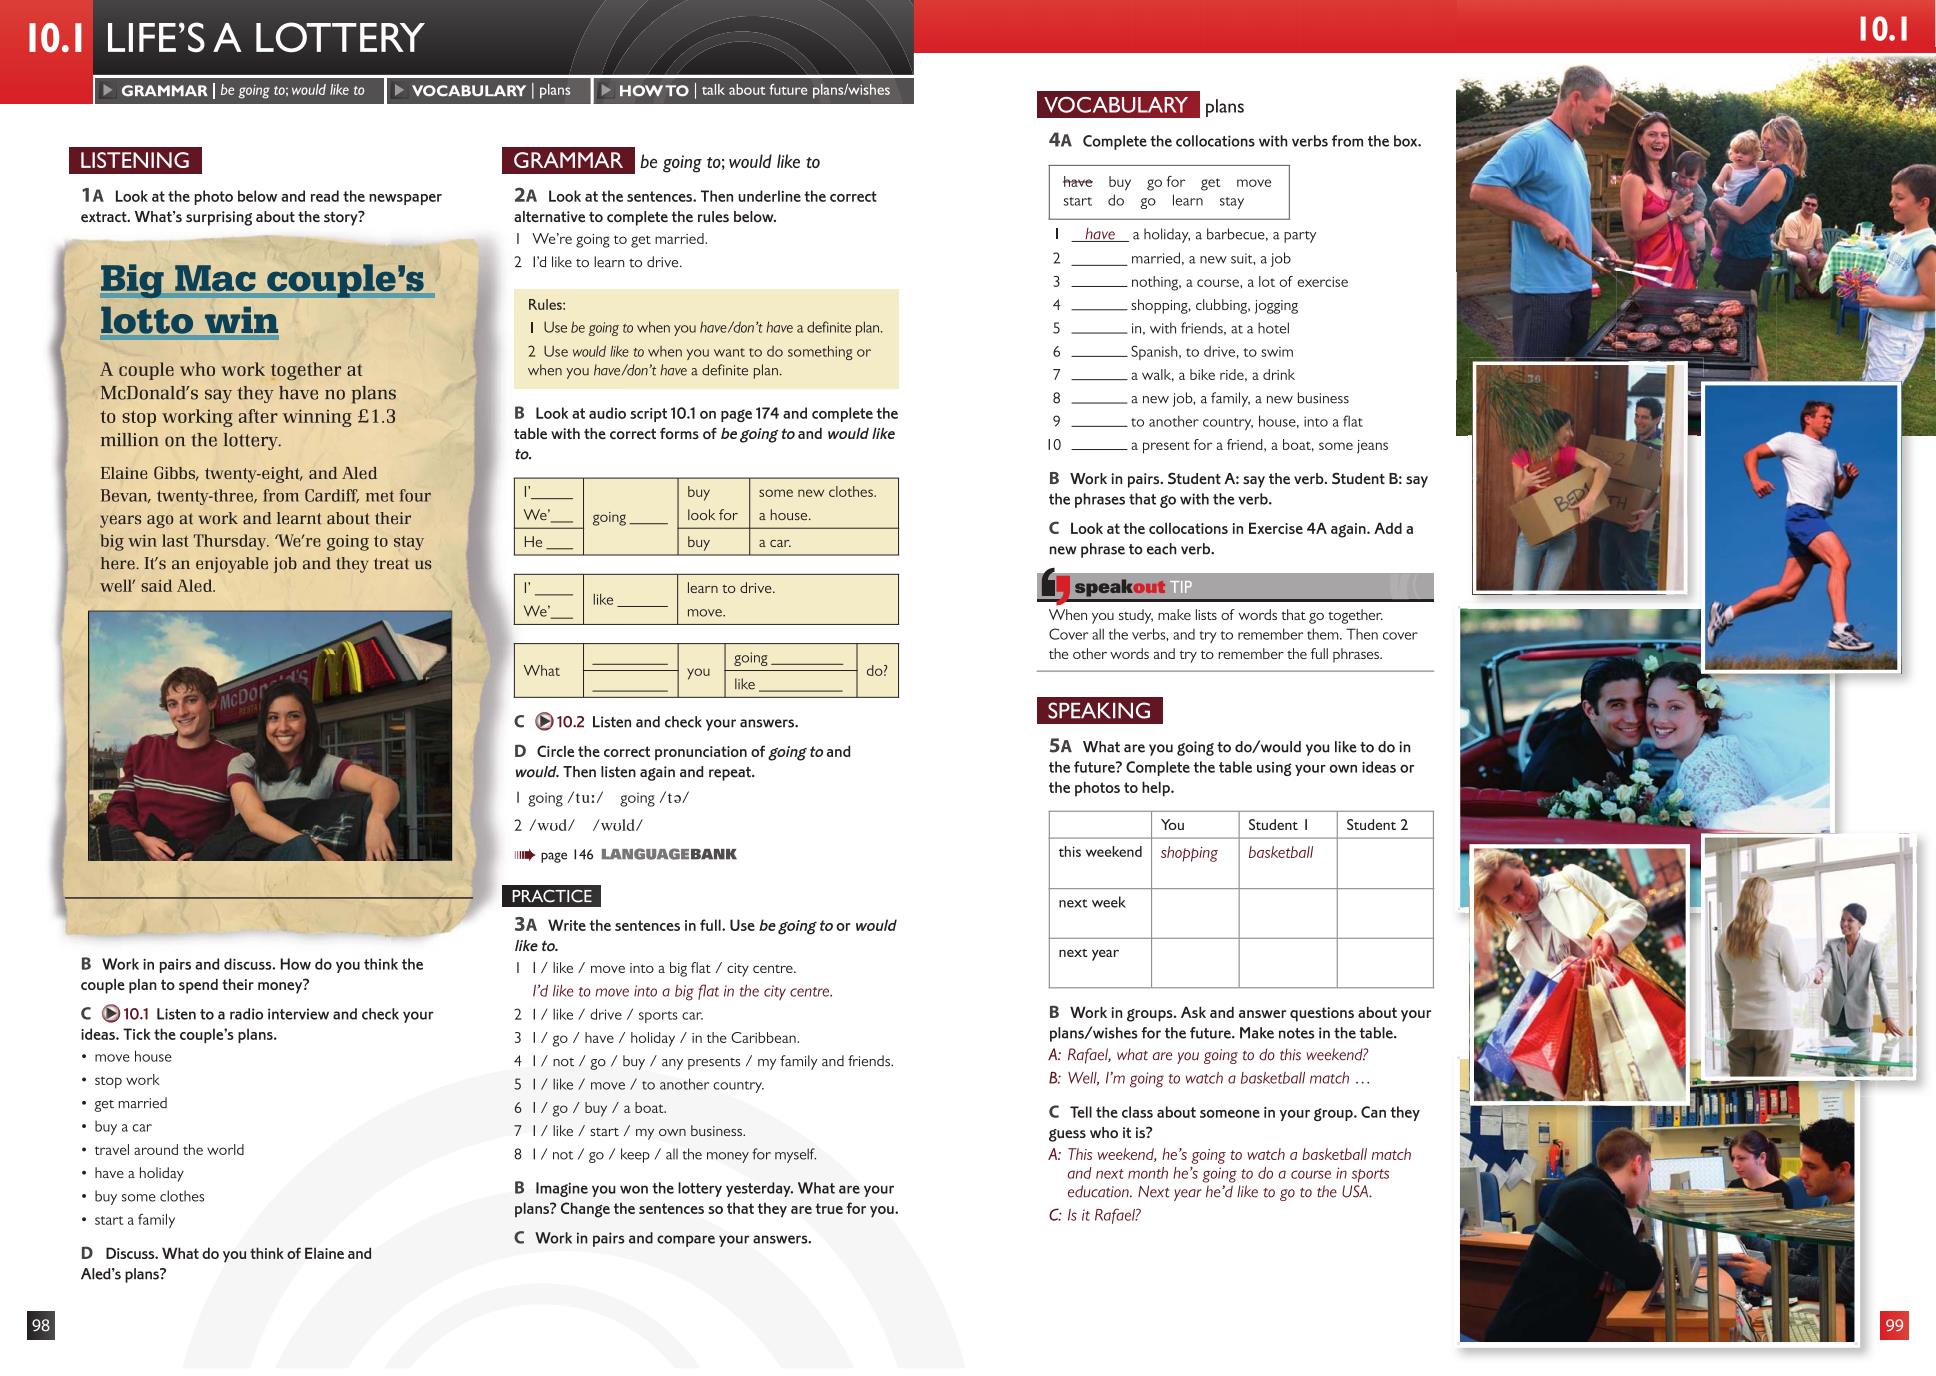 10.1 LIFE'S A LOTTERY
GRAMMAR | be going to; would like to
VOCABULARY | plans
HOW TO | talk about future plans/wishes
LISTENING
1A Look at the photo below and read the newspaper
extract. What's surprising about the story?
Big Mac couple's
lotto win
A couple who work together at
McDonald's say they have no plans
to stop working after winning £1.3
million on the lottery.
Elaine Gibbs, twenty-eight, and Aled
Bevan, twenty-three, from Cardiff, met four
years ago at work and learnt about their
big win last Thursday. 'We're going to stay
here. It's an enjoyable job and they treat us
well' said Aled.
McDonald's
B Work in pairs and discuss. How do you think the
couple plan to spend their money?
C 10.1 Listen to a radio interview and check your
ideas. Tick the couple's plans.
• move house
• stop work
• get married
• buy a car
• travel around the world
• have a holiday
• buy some clothes
• start a family
D Discuss. What do you think of Elaine and
Aled's plans?
98
GRAMMAR be going to; would like to
2A Look at the sentences. Then underline the correct
alternative to complete the rules below.
1 We're going to get married.
2 I'd like to learn to drive.
Rules:
1 Use be going to when you have/don't have a definite plan.
2 Use would like to when you want to do something or
when you have/don't have a definite plan.
B Look at audio script 10.1 on page 174 and complete the
table with the correct forms of be going to and would like
to.
I'_____ going _____ buy some new clothes.
We'___ look for a house.
He ___ buy a car.
I' _____ like ______ learn to drive.
We' ___ move.
What _________ you going _________ do?
_________ like _________
C 10.2 Listen and check your answers.
D Circle the correct pronunciation of going to and
would. Then listen again and repeat.
1 going /tuː/ going /tə/
2 /wʊd/ /wʊld/
page 146 LANGUAGEBANK
PRACTICE
3A Write the sentences in full. Use be going to or would
like to.
1 I / like / move into a big flat / city centre.
I'd like to move into a big flat in the city centre.
2 I / like / drive / sports car.
3 I / go / have / holiday / in the Caribbean.
4 I / not / go / buy / any presents / my family and friends.
5 I / like / move / to another country.
6 I / go / buy / a boat.
7 I / like / start / my own business.
8 I / not / go / keep / all the money for myself.
B Imagine you won the lottery yesterday. What are your
plans? Change the sentences so that they are true for you.
C Work in pairs and compare your answers.
10.1
VOCABULARY plans
4A Complete the collocations with verbs from the box.
have buy go for get move
start do go learn stay
1 have a holiday, a barbecue, a party
2 _______ married, a new suit, a job
3 _______ nothing, a course, a lot of exercise
4 _______ shopping, clubbing, jogging
5 _______ in, with friends, at a hotel
6 _______ Spanish, to drive, to swim
7 _______ a walk, a bike ride, a drink
8 _______ a new job, a family, a new business
9 _______ to another country, house, into a flat
10 _______ a present for a friend, a boat, some jeans
B Work in pairs. Student A: say the verb. Student B: say
the phrases that go with the verb.
C Look at the collocations in Exercise 4A again. Add a
new phrase to each verb.
speakout TIP
When you study, make lists of words that go together.
Cover all the verbs, and try to remember them. Then cover
the other words and try to remember the full phrases.
SPEAKING
5A What are you going to do/would you like to do in
the future? Complete the table using your own ideas or
the photos to help.
You Student 1 Student 2
this weekend shopping basketball
next week
next year
B Work in groups. Ask and answer questions about your
plans/wishes for the future. Make notes in the table.
A: Rafael, what are you going to do this weekend?
B: Well, I'm going to watch a basketball match …
C Tell the class about someone in your group. Can they
guess who it is?
A: This weekend, he's going to watch a basketball match
and next month he's going to do a course in sports
education. Next year he'd like to go to the USA.
C: Is it Rafael?
99